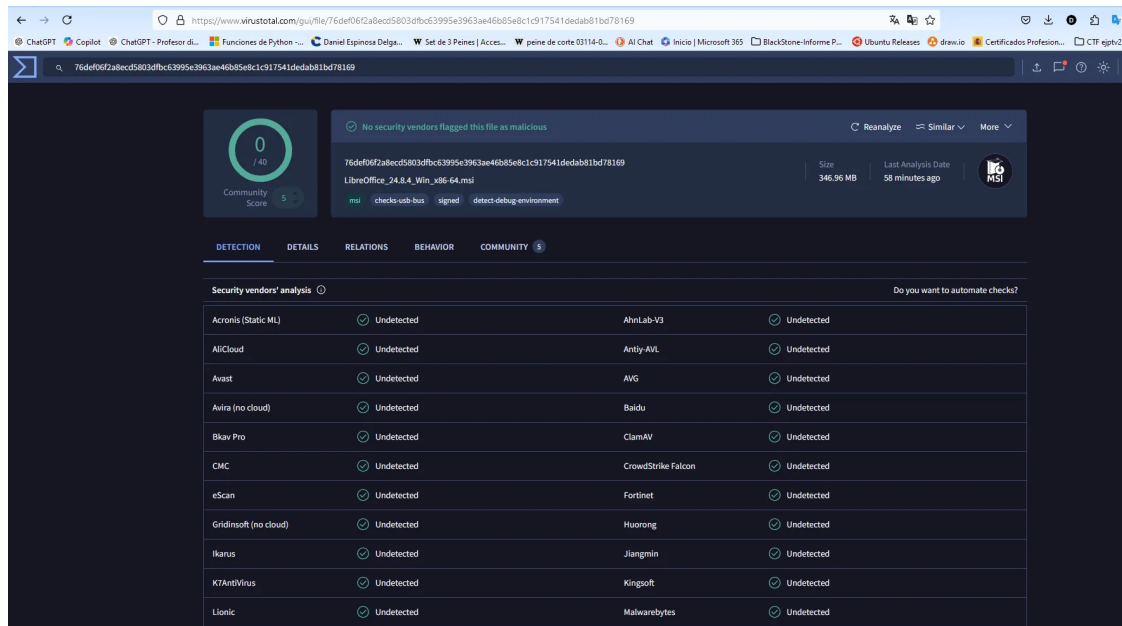 https://www.virustotal.com/gui/file/76def06f2a8ecd5803dfbc63995e3963ae46b85e8c1c917541dedab81bd78169
ChatGPT Copilot ChatGPT - Profesor di... Funciones de Python -... Daniel Espinosa Delga... W Set de 3 Peines | Acces... W peine de corte 03114-0... AI Chat Inicio | Microsoft 365 BlackStone-Informe P... Ubuntu Releases draw.io Certificados Profesion... CTF ejptv2
76def06f2a8ecd5803dfbc63995e3963ae46b85e8c1c917541dedab81bd78169
0
/ 40
Community
Score
5
No security vendors flagged this file as malicious
Reanalyze Similar More
76def06f2a8ecd5803dfbc63995e3963ae46b85e8c1c917541dedab81bd78169
LibreOffice_24.8.4_Win_x86-64.msi
msi checks-usb-bus signed detect-debug-environment
Size
346.96 MB
Last Analysis Date
58 minutes ago
MSI
DETECTION DETAILS RELATIONS BEHAVIOR COMMUNITY 5
Security vendors' analysis Do you want to automate checks?
Acronis (Static ML) Undetected AhnLab-V3 Undetected
AliCloud Undetected Antiy-AVL Undetected
Avast Undetected AVG Undetected
Avira (no cloud) Undetected Baidu Undetected
Bkav Pro Undetected ClamAV Undetected
CMC Undetected CrowdStrike Falcon Undetected
eScan Undetected Fortinet Undetected
Gridinsoft (no cloud) Undetected Huorong Undetected
Ikarus Undetected Jiangmin Undetected
K7AntiVirus Undetected Kingsoft Undetected
Lionic Undetected Malwarebytes Undetected